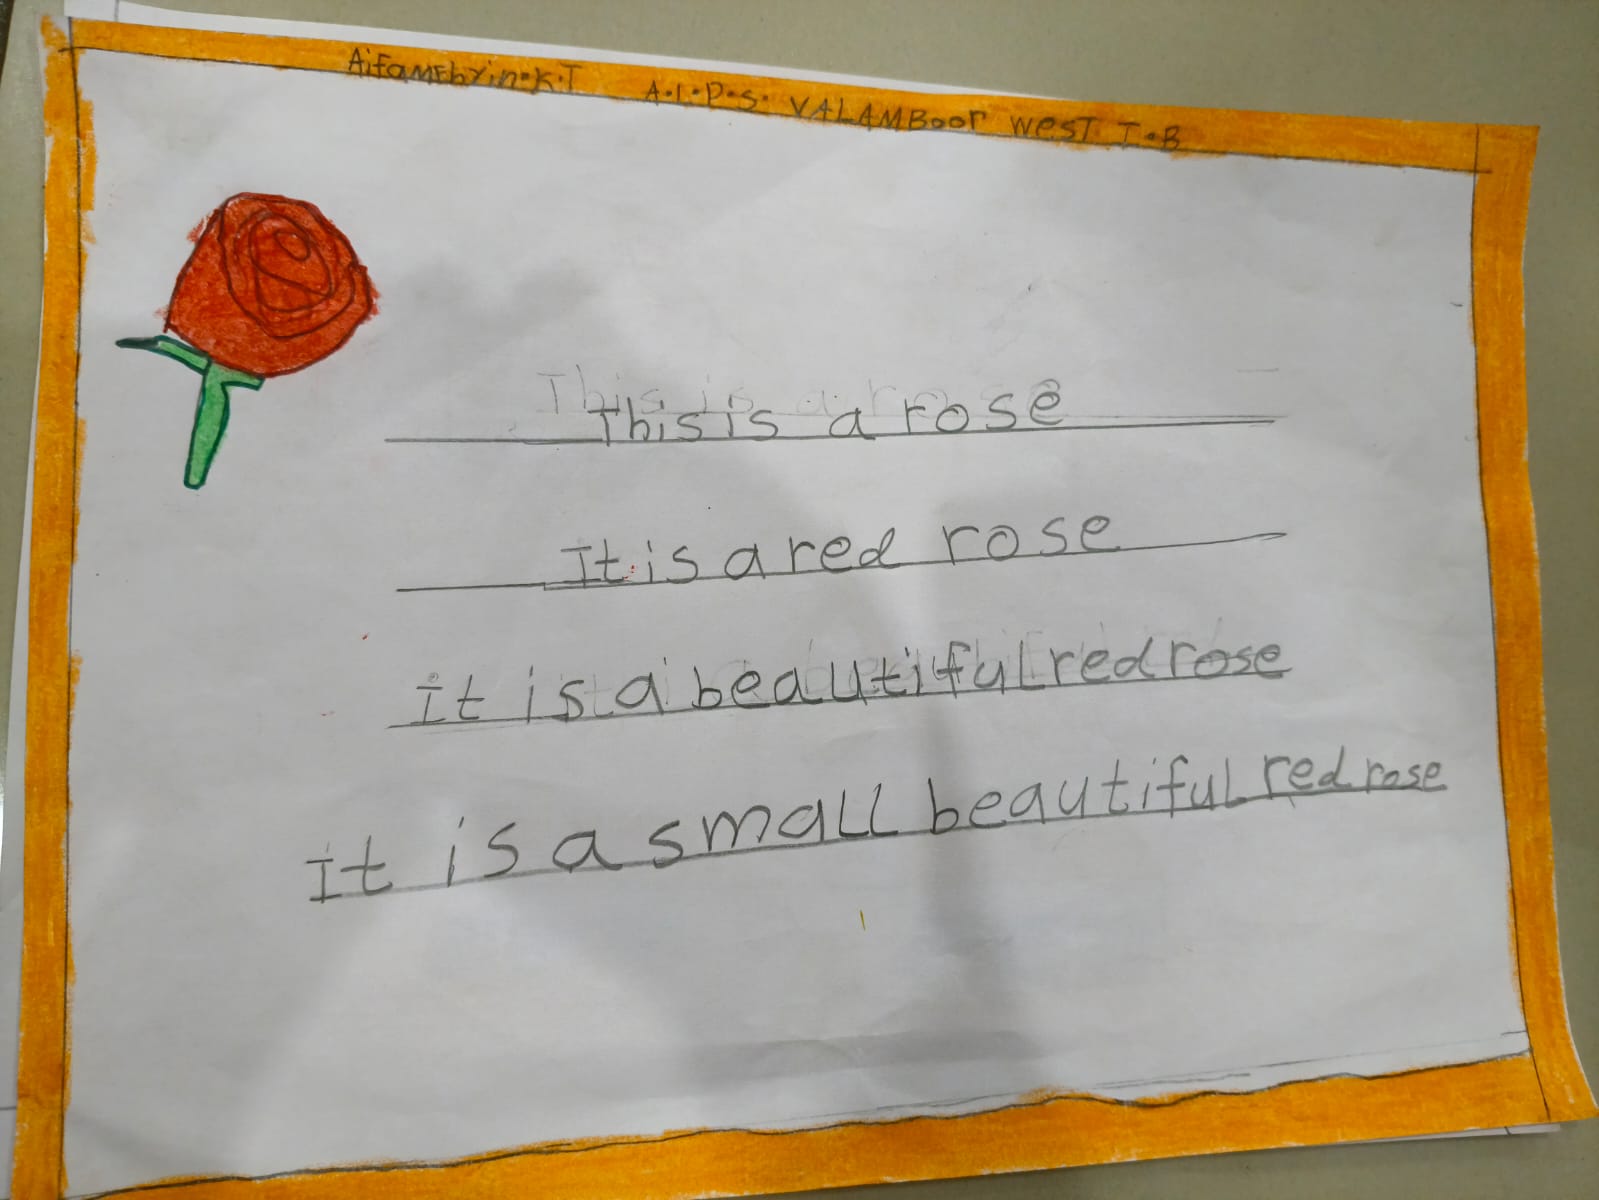 AifaMEbyin.K.T A.L.P.S. VALAMBOOr WesT I.B
This is a rose
It is a red rose
it is a beautiful red rose
it is a small beautiful red rose